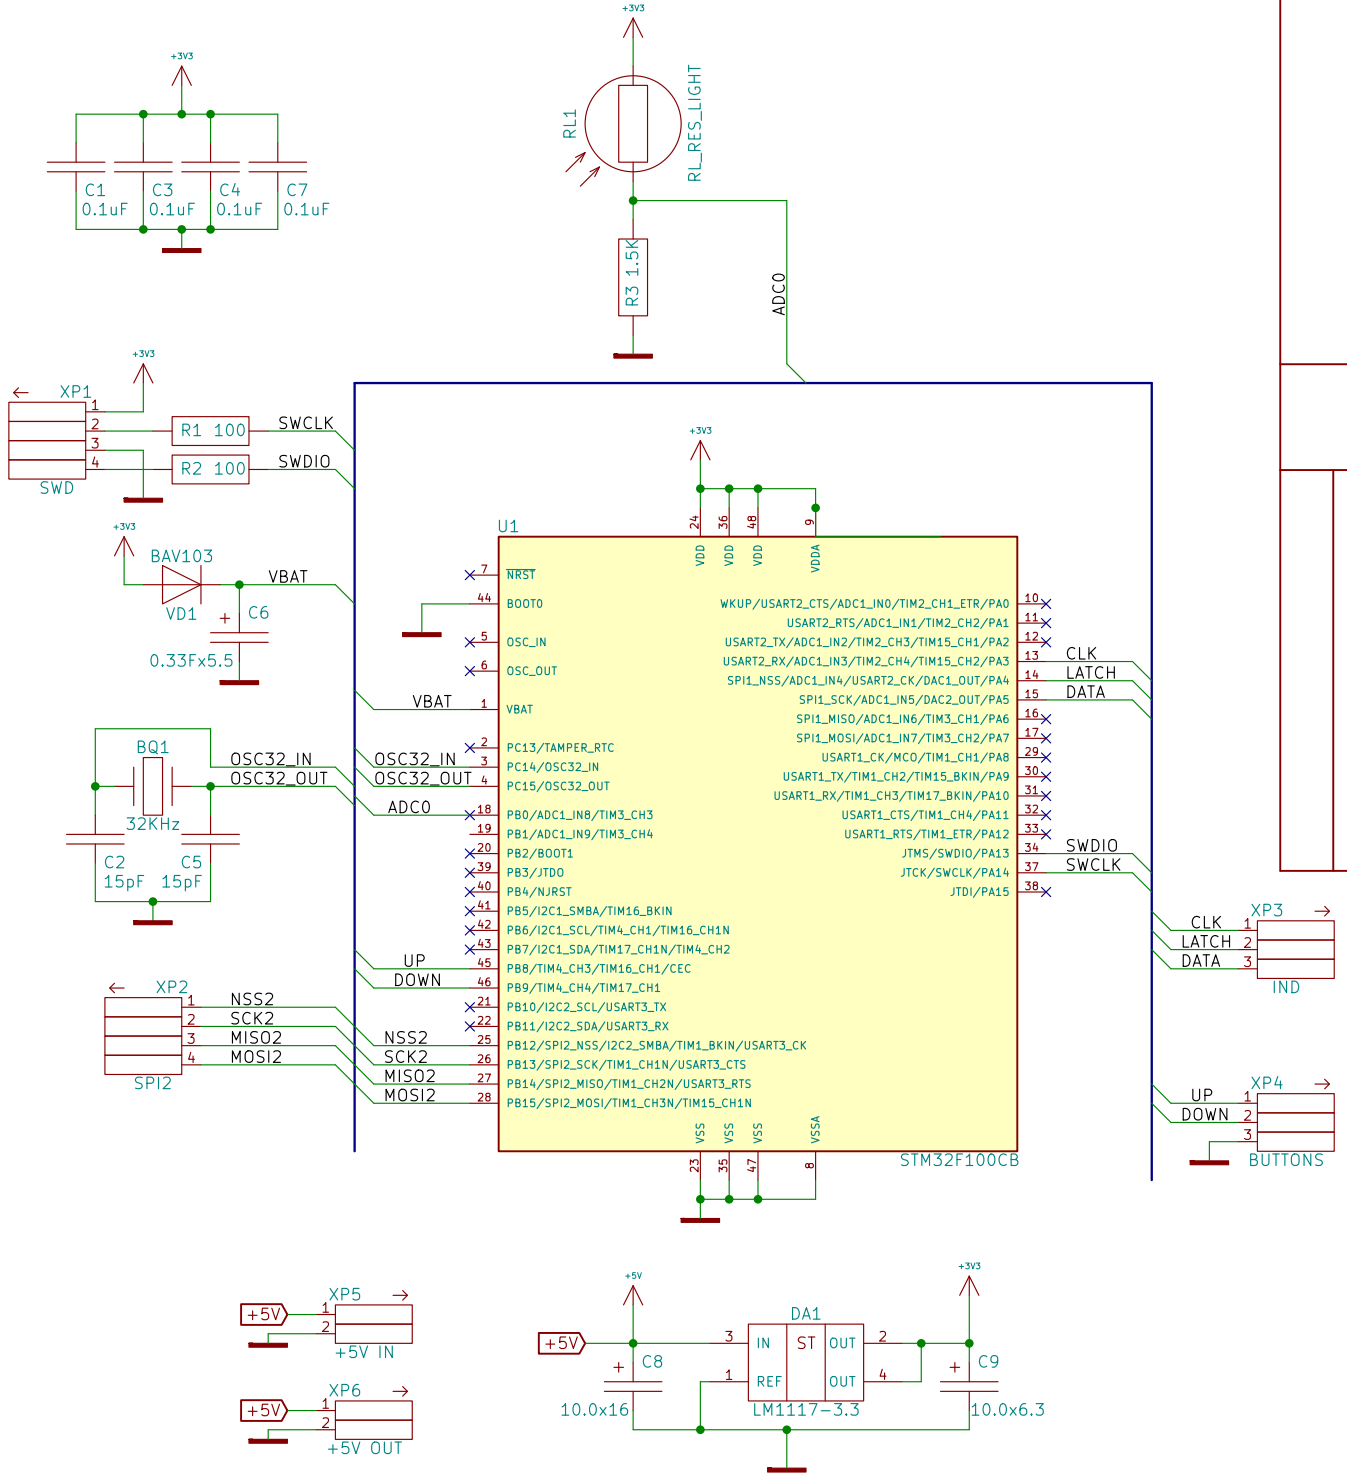 +3V3
C1
0.1uF
C3
0.1uF
C4
0.1uF
C7
0.1uF
+3V3
RL1
RL_RES_LIGHT
R3 1.5K
ADC0
+3V3
XP1
1
2
3
4
SWD
R1 100
SWCLK
R2 100
SWDIO
+3V3
BAV103
VD1
VBAT
+
C6
0.33Fx5.5
BQ1
32KHz
OSC32_IN
OSC32_OUT
C2
15pF
C5
15pF
XP2
1
2
3
4
SPI2
NSS2
SCK2
MISO2
MOSI2
VBAT
OSC32_IN
OSC32_OUT
ADC0
UP
DOWN
NSS2
SCK2
MISO2
MOSI2
+3V3
U1
24 VDD
36 VDD
48 VDD
9 VDDA
7 NRST
44 BOOT0
5 OSC_IN
6 OSC_OUT
1 VBAT
2 PC13/TAMPER_RTC
3 PC14/OSC32_IN
4 PC15/OSC32_OUT
18 PB0/ADC1_IN8/TIM3_CH3
19 PB1/ADC1_IN9/TIM3_CH4
20 PB2/BOOT1
39 PB3/JTDO
40 PB4/NJRST
41 PB5/I2C1_SMBA/TIM16_BKIN
42 PB6/I2C1_SCL/TIM4_CH1/TIM16_CH1N
43 PB7/I2C1_SDA/TIM17_CH1N/TIM4_CH2
45 PB8/TIM4_CH3/TIM16_CH1/CEC
46 PB9/TIM4_CH4/TIM17_CH1
21 PB10/I2C2_SCL/USART3_TX
22 PB11/I2C2_SDA/USART3_RX
25 PB12/SPI2_NSS/I2C2_SMBA/TIM1_BKIN/USART3_CK
26 PB13/SPI2_SCK/TIM1_CH1N/USART3_CTS
27 PB14/SPI2_MISO/TIM1_CH2N/USART3_RTS
28 PB15/SPI2_MOSI/TIM1_CH3N/TIM15_CH1N
WKUP/USART2_CTS/ADC1_IN0/TIM2_CH1_ETR/PA0 10
USART2_RTS/ADC1_IN1/TIM2_CH2/PA1 11
USART2_TX/ADC1_IN2/TIM2_CH3/TIM15_CH1/PA2 12
USART2_RX/ADC1_IN3/TIM2_CH4/TIM15_CH2/PA3 13
SPI1_NSS/ADC1_IN4/USART2_CK/DAC1_OUT/PA4 14
SPI1_SCK/ADC1_IN5/DAC2_OUT/PA5 15
SPI1_MISO/ADC1_IN6/TIM3_CH1/PA6 16
SPI1_MOSI/ADC1_IN7/TIM3_CH2/PA7 17
USART1_CK/MCO/TIM1_CH1/PA8 29
USART1_TX/TIM1_CH2/TIM15_BKIN/PA9 30
USART1_RX/TIM1_CH3/TIM17_BKIN/PA10 31
USART1_CTS/TIM1_CH4/PA11 32
USART1_RTS/TIM1_ETR/PA12 33
JTMS/SWDIO/PA13 34
JTCK/SWCLK/PA14 37
JTDI/PA15 38
VSS 23
VSS 35
VSS 47
VSSA 8
STM32F100CB
CLK
LATCH
DATA
SWDIO
SWCLK
CLK
LATCH
DATA
XP3
1
2
3
IND
UP
DOWN
XP4
1
2
3
BUTTONS
XP5
+5V 1
2
+5V IN
XP6
+5V 1
2
+5V OUT
+5V
+5V
+
C8
10.0x16
DA1
3 IN
1 REF
ST
OUT 2
OUT 4
LM1117-3.3
+3V3
+
C9
10.0x6.3